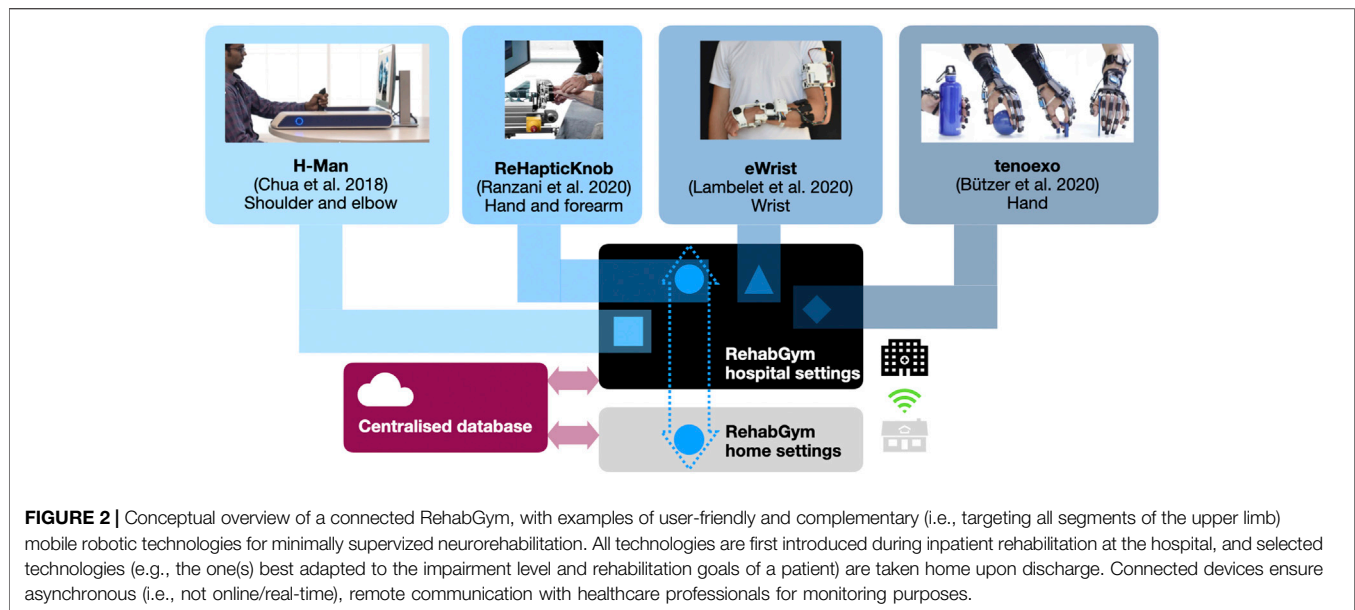 H-Man
(Chua et al. 2018)
Shoulder and elbow
ReHapticKnob
(Ranzani et al. 2020)
Hand and forearm
eWrist
(Lambelet et al. 2020)
Wrist
tenoexo
(Bützer et al. 2020)
Hand
RehabGym
hospital settings
Centralised database
RehabGym
home settings
FIGURE 2 | Conceptual overview of a connected RehabGym, with examples of user-friendly and complementary (i.e., targeting all segments of the upper limb)
mobile robotic technologies for minimally supervized neurorehabilitation. All technologies are first introduced during inpatient rehabilitation at the hospital, and selected
technologies (e.g., the one(s) best adapted to the impairment level and rehabilitation goals of a patient) are taken home upon discharge. Connected devices ensure
asynchronous (i.e., not online/real-time), remote communication with healthcare professionals for monitoring purposes.